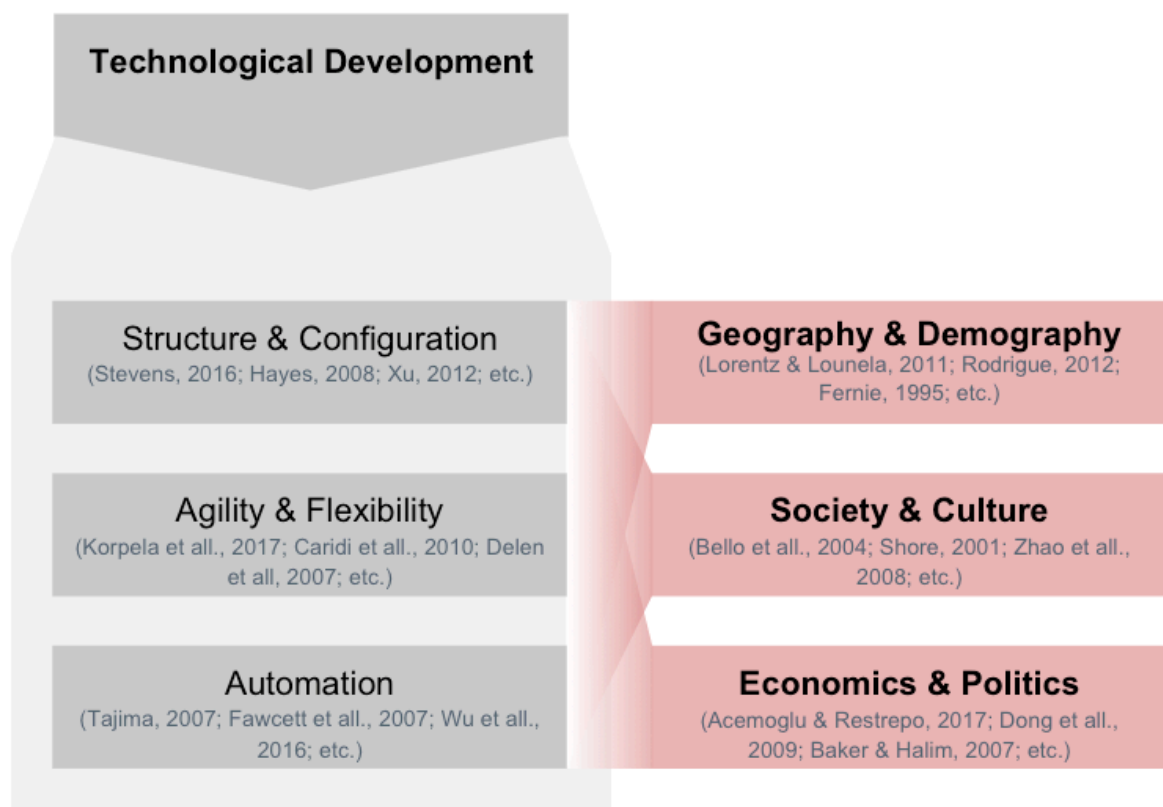 Technological Development
Structure & Configuration
(Stevens, 2016; Hayes, 2008; Xu, 2012; etc.)
Geography & Demography
(Lorentz & Lounela, 2011; Rodrigue, 2012;
Fernie, 1995; etc.)
Agility & Flexibility
(Korpela et all., 2017; Caridi et all., 2010; Delen
et all, 2007; etc.)
Society & Culture
(Bello et all., 2004; Shore, 2001; Zhao et all.,
2008; etc.)
Automation
(Tajima, 2007; Fawcett et all., 2007; Wu et all.,
2016; etc.)
Economics & Politics
(Acemoglu & Restrepo, 2017; Dong et all.,
2009; Baker & Halim, 2007; etc.)